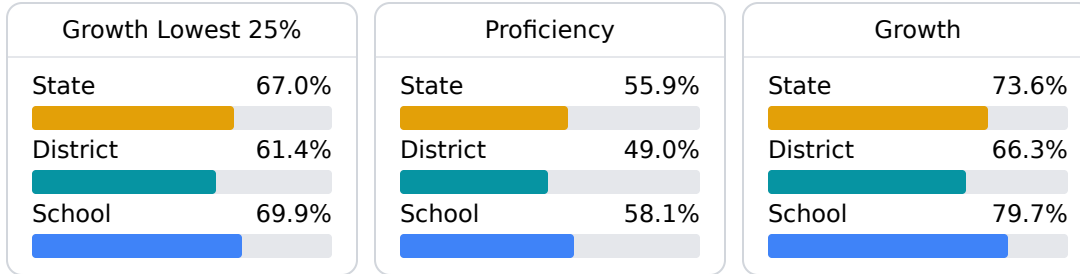 Growth Lowest 25%
State 67.0%
District 61.4%
School 69.9%
Proficiency
State 55.9%
District 49.0%
School 58.1%
Growth
State 73.6%
District 66.3%
School 79.7%